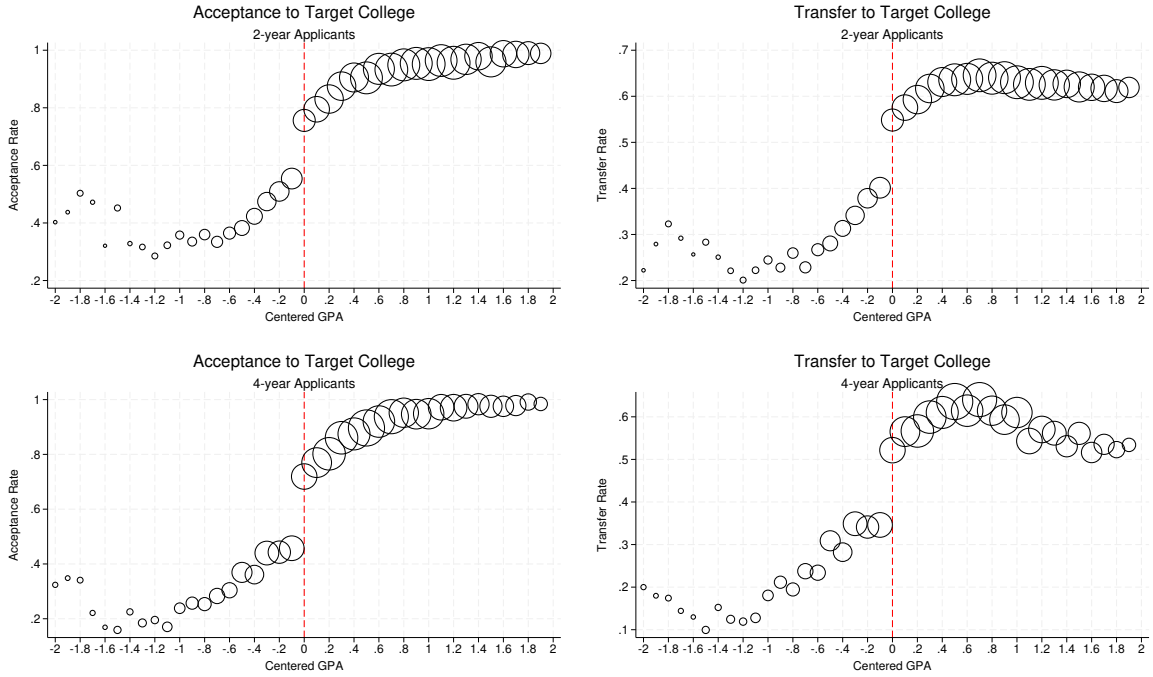 Acceptance to Target College
2-year Applicants
Acceptance Rate
1
.8
.6
.4
.2
-2 -1.8 -1.6 -1.4 -1.2 -1 -.8 -.6 -.4 -.2 0 .2 .4 .6 .8 1 1.2 1.4 1.6 1.8 2
Centered GPA
Transfer to Target College
2-year Applicants
Transfer Rate
.7
.6
.5
.4
.3
.2
-2 -1.8 -1.6 -1.4 -1.2 -1 -.8 -.6 -.4 -.2 0 .2 .4 .6 .8 1 1.2 1.4 1.6 1.8 2
Centered GPA
Acceptance to Target College
4-year Applicants
Acceptance Rate
1
.8
.6
.4
.2
-2 -1.8 -1.6 -1.4 -1.2 -1 -.8 -.6 -.4 -.2 0 .2 .4 .6 .8 1 1.2 1.4 1.6 1.8 2
Centered GPA
Transfer to Target College
4-year Applicants
Transfer Rate
.6
.5
.4
.3
.2
.1
-2 -1.8 -1.6 -1.4 -1.2 -1 -.8 -.6 -.4 -.2 0 .2 .4 .6 .8 1 1.2 1.4 1.6 1.8 2
Centered GPA